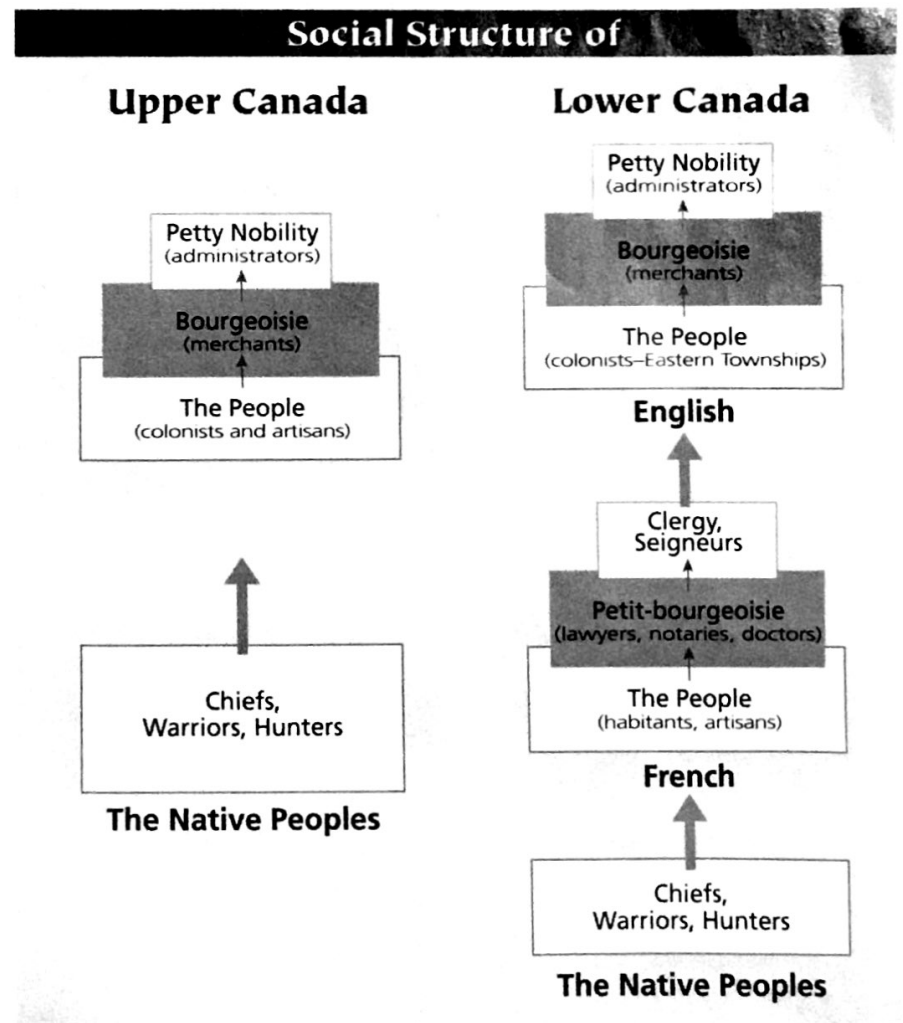 Social Structure of
Upper Canada
Petty Nobility
(administrators)
Bourgeoisie
(merchants)
The People
(colonists and artisans)
Chiefs,
Warriors, Hunters
The Native Peoples
Lower Canada
Petty Nobility
(administrators)
Bourgeoisie
(merchants)
The People
(colonists–Eastern Townships)
English
Clergy,
Seigneurs
Petit-bourgeoisie
(lawyers, notaries, doctors)
The People
(habitants, artisans)
French
Chiefs,
Warriors, Hunters
The Native Peoples